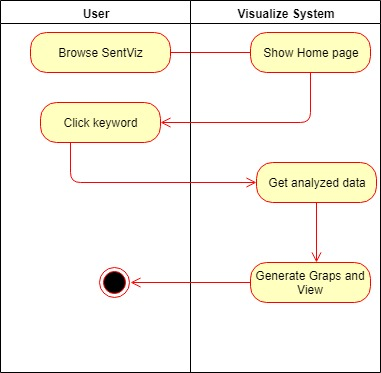 User
Visualize System
Browse SentViz
Show Home page
Click keyword
Get analyzed data
Generate Graps and
View